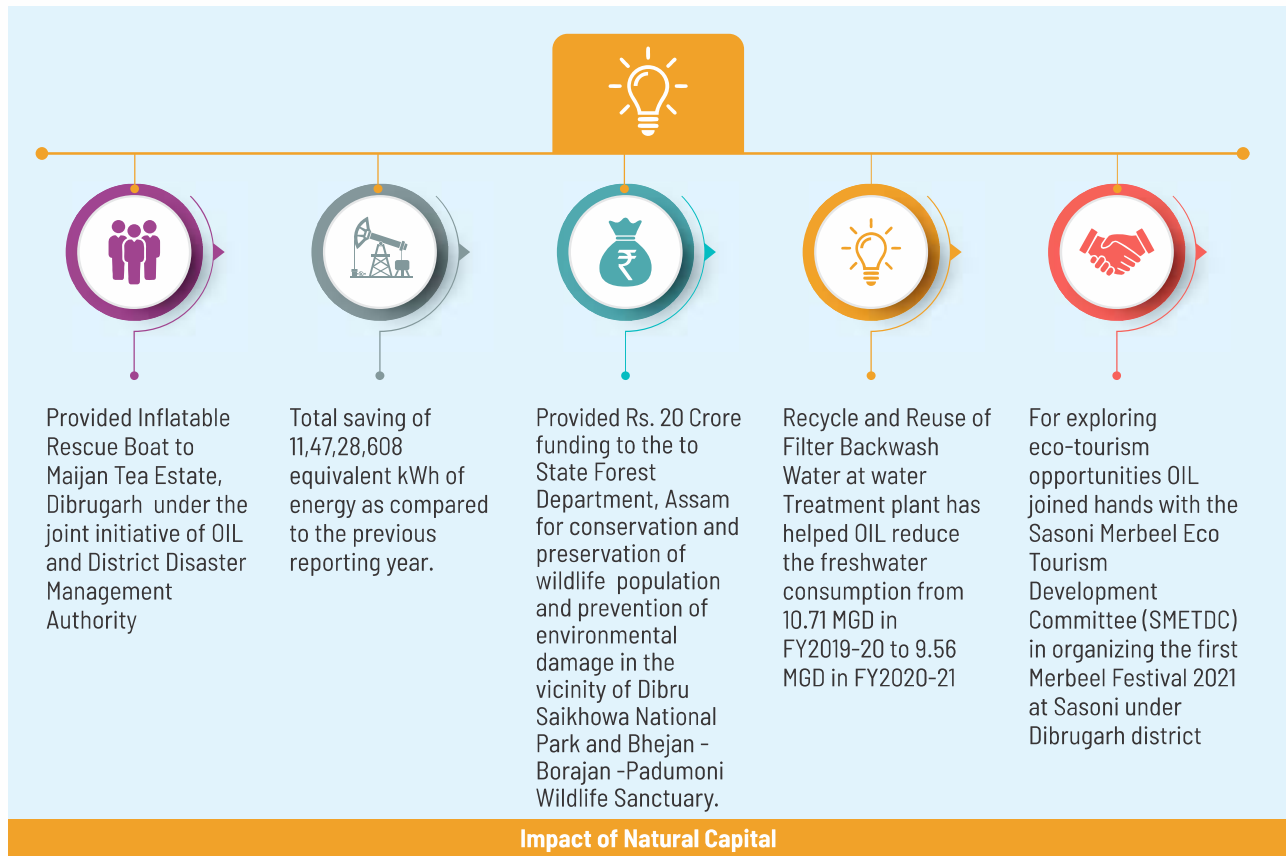 Provided Inflatable
Rescue Boat to
Maijan Tea Estate,
Dibrugarh under the
joint initiative of OIL
and District Disaster
Management
Authority
Total saving of
11,47,28,608
equivalent kWh of
energy as compared
to the previous
reporting year.
₹
Provided Rs. 20 Crore
funding to the to
State Forest
Department, Assam
for conservation and
preservation of
wildlife population
and prevention of
environmental
damage in the
vicinity of Dibru
Saikhowa National
Park and Bhejan -
Borajan -Padumoni
Wildlife Sanctuary.
Recycle and Reuse of
Filter Backwash
Water at water
Treatment plant has
helped OIL reduce
the freshwater
consumption from
10.71 MGD in
FY2019-20 to 9.56
MGD in FY2020-21
For exploring
eco-tourism
opportunities OIL
joined hands with the
Sasoni Merbeel Eco
Tourism
Development
Committee (SMETDC)
in organizing the first
Merbeel Festival 2021
at Sasoni under
Dibrugarh district
Impact of Natural Capital